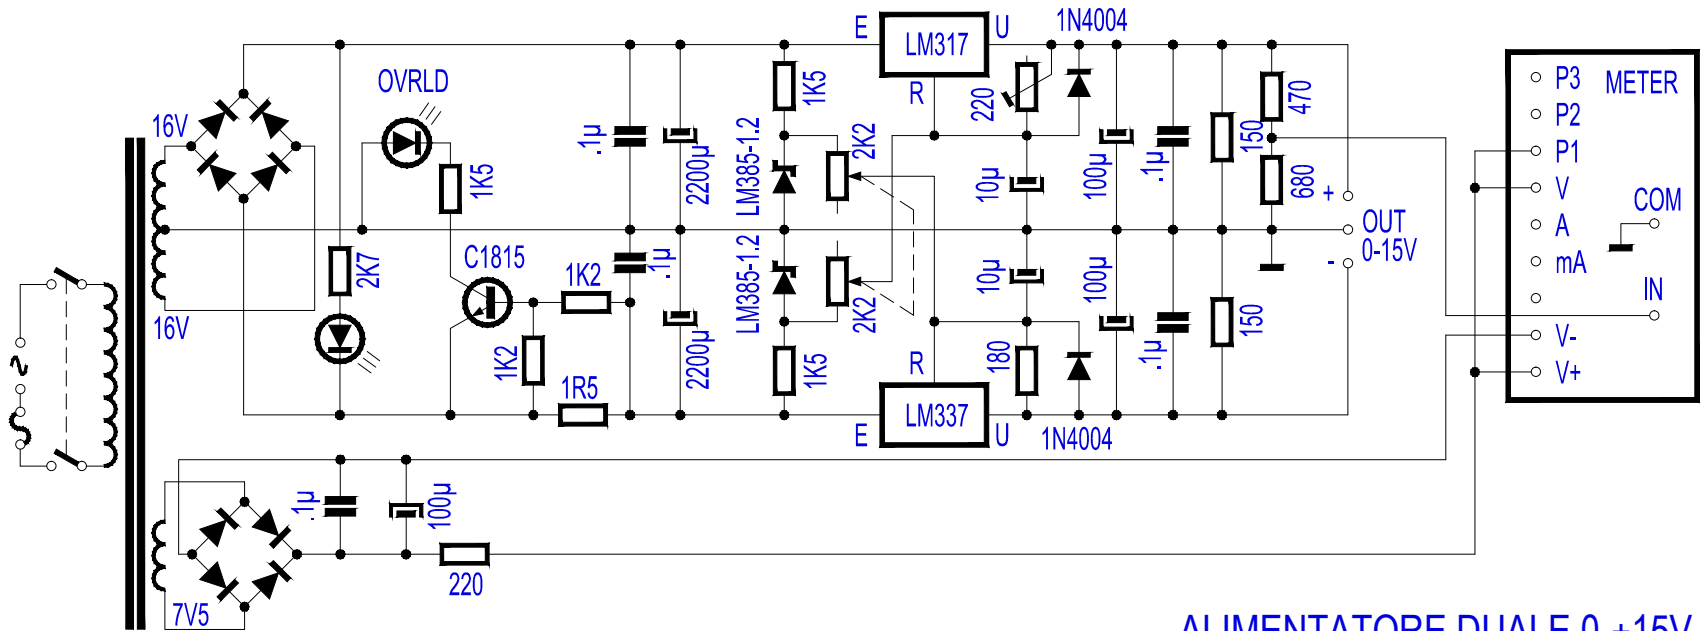 E
LM317
U
1N4004
OVRLD
METER
P3
P2
P1
V
A
mA
V-
V+
COM
IN
R
16V
16V
1K5
.1µ
2200µ
1K5
LM385-1.2
2K2
220
10µ
100µ
.1µ
150
470
680
+
OUT
0-15V
-
2K7
C1815
1K2
1K2
.1µ
2200µ
LM385-1.2
2K2
1K5
10µ
100µ
.1µ
150
180
R
1R5
E
LM337
U
1N4004
.1µ
100µ
220
7V5
~